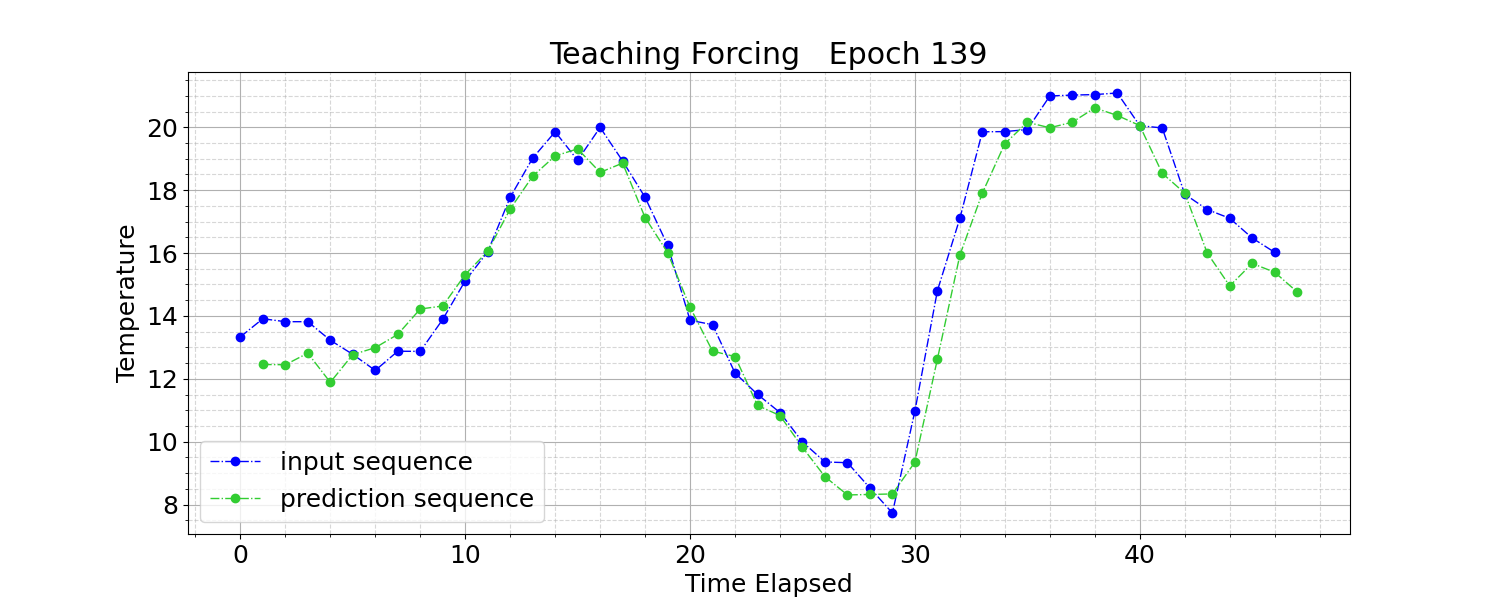 Teaching Forcing   Epoch 139
Temperature
20
18
16
14
12
10
8
input sequence
prediction sequence
0 10 20 30 40
Time Elapsed